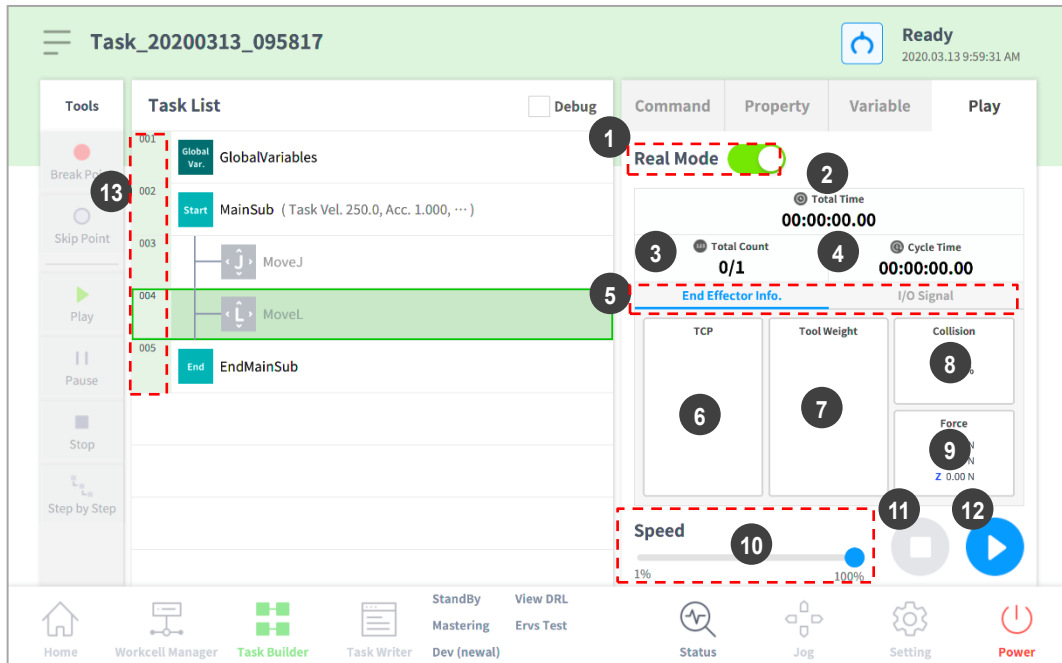 Task_20200313_095817
Ready
2020.03.13 9:59:31 AM
Tools
Task List
Debug
Command
Property
Variable
Play
001
Global
Var.
GlobalVariables
1
Real Mode
Break
13
002
Start
MainSub ( Task Vel. 250.0, Acc. 1.000, ··· )
2
Total Time
00:00:00.00
Skip Point
003
J
MoveJ
3
Total Count
0/1
4
Cycle Time
00:00:00.00
5
End Effector Info.
I/O Signal
Play
004
L
MoveL
TCP
Tool Weight
Collision
8
Pause
005
End
EndMainSub
6
7
Force
9
N
N
Z 0.00 N
Stop
Step by Step
Speed
10
1%
100%
11
12
Home
Workcell Manager
Task Builder
Task Writer
StandBy
View DRL
Mastering
Ervs Test
Dev (newal)
Status
Jog
Setting
Power